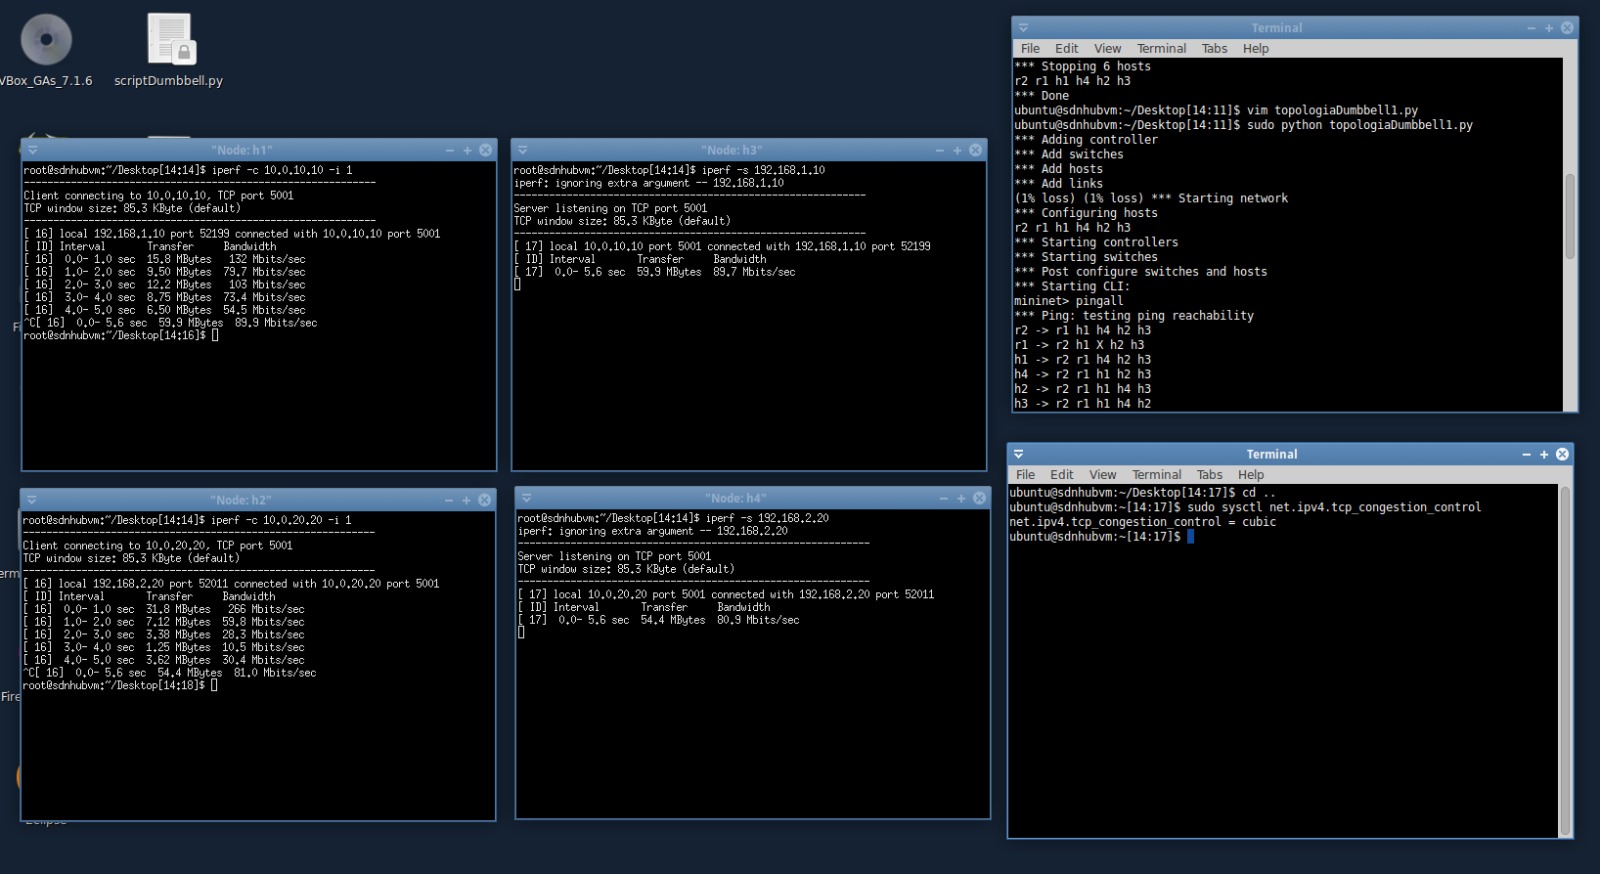 VBox_GAs_7.1.6
scriptDumbbell.py
"Node: h1"
root@sdnhubvm:~/Desktop[14:14]$ iperf -c 10.0.10.10 -i 1
------------------------------------------------------------
Client connecting to 10.0.10.10, TCP port 5001
TCP window size: 85.3 KByte (default)
------------------------------------------------------------
[ 16] local 192.168.1.10 port 52199 connected with 10.0.10.10 port 5001
[ ID] Interval       Transfer     Bandwidth
[ 16]  0.0- 1.0 sec  15.8 MBytes   132 Mbits/sec
[ 16]  1.0- 2.0 sec  9.50 MBytes  79.7 Mbits/sec
[ 16]  2.0- 3.0 sec  12.2 MBytes   103 Mbits/sec
[ 16]  3.0- 4.0 sec  8.75 MBytes  73.4 Mbits/sec
[ 16]  4.0- 5.0 sec  6.50 MBytes  54.5 Mbits/sec
^C[ 16]  0.0- 5.6 sec  59.9 MBytes  89.9 Mbits/sec
root@sdnhubvm:~/Desktop[14:16]$
"Node: h3"
root@sdnhubvm:~/Desktop[14:14]$ iperf -s 192.168.1.10
iperf: ignoring extra argument -- 192.168.1.10
------------------------------------------------------------
Server listening on TCP port 5001
TCP window size: 85.3 KByte (default)
------------------------------------------------------------
[ 17] local 10.0.10.10 port 5001 connected with 192.168.1.10 port 52199
[ ID] Interval       Transfer     Bandwidth
[ 17]  0.0- 5.6 sec  59.9 MBytes  89.7 Mbits/sec
Terminal
File Edit View Terminal Tabs Help
*** Stopping 6 hosts
r2 r1 h1 h4 h2 h3
*** Done
ubuntu@sdnhubvm:~/Desktop[14:11]$ vim topologiaDumbbell1.py
ubuntu@sdnhubvm:~/Desktop[14:11]$ sudo python topologiaDumbbell1.py
*** Adding controller
*** Add switches
*** Add hosts
*** Add links
(1% loss) (1% loss) *** Starting network
*** Configuring hosts
r2 r1 h1 h4 h2 h3
*** Starting controllers
*** Starting switches
*** Post configure switches and hosts
*** Starting CLI:
mininet> pingall
*** Ping: testing ping reachability
r2 -> r1 h1 h4 h2 h3
r1 -> r2 h1 X h2 h3
h1 -> r2 r1 h4 h2 h3
h4 -> r2 r1 h1 h2 h3
h2 -> r2 r1 h1 h4 h3
h3 -> r2 r1 h1 h4 h2
"Node: h2"
root@sdnhubvm:~/Desktop[14:14]$ iperf -c 10.0.20.20 -i 1
------------------------------------------------------------
Client connecting to 10.0.20.20, TCP port 5001
TCP window size: 85.3 KByte (default)
------------------------------------------------------------
[ 16] local 192.168.2.20 port 52011 connected with 10.0.20.20 port 5001
[ ID] Interval       Transfer     Bandwidth
[ 16]  0.0- 1.0 sec  31.8 MBytes   266 Mbits/sec
[ 16]  1.0- 2.0 sec  7.12 MBytes  59.8 Mbits/sec
[ 16]  2.0- 3.0 sec  3.38 MBytes  28.3 Mbits/sec
[ 16]  3.0- 4.0 sec  1.25 MBytes  10.5 Mbits/sec
[ 16]  4.0- 5.0 sec  3.62 MBytes  30.4 Mbits/sec
^C[ 16]  0.0- 5.6 sec  54.4 MBytes  81.0 Mbits/sec
root@sdnhubvm:~/Desktop[14:18]$
"Node: h4"
root@sdnhubvm:~/Desktop[14:14]$ iperf -s 192.168.2.20
iperf: ignoring extra argument -- 192.168.2.20
------------------------------------------------------------
Server listening on TCP port 5001
TCP window size: 85.3 KByte (default)
------------------------------------------------------------
[ 17] local 10.0.20.20 port 5001 connected with 192.168.2.20 port 52011
[ ID] Interval       Transfer     Bandwidth
[ 17]  0.0- 5.6 sec  54.4 MBytes  80.9 Mbits/sec
Terminal
File Edit View Terminal Tabs Help
ubuntu@sdnhubvm:~/Desktop[14:17]$ cd ..
ubuntu@sdnhubvm:~[14:17]$ sudo sysctl net.ipv4.tcp_congestion_control
net.ipv4.tcp_congestion_control = cubic
ubuntu@sdnhubvm:~[14:17]$